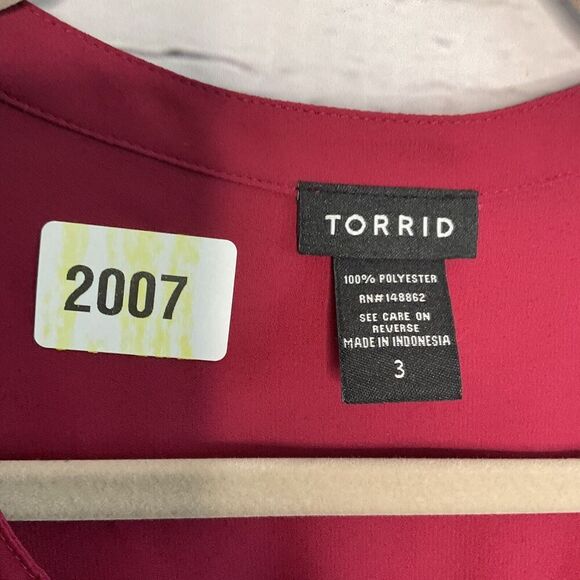 2007
TORRID
100% POLYESTER
RN#148862
SEE CARE ON
REVERSE
MADE IN INDONESIA
3